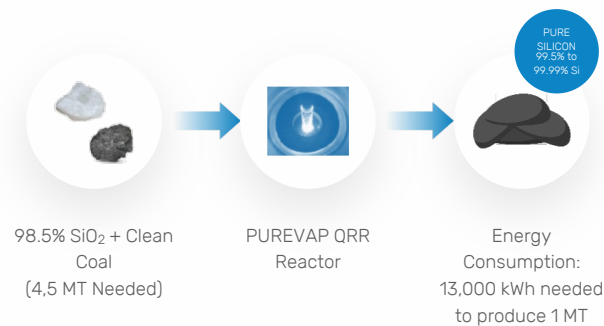 PURE
SILICON
99.5% to
99.99% Si
98.5% SiO₂ + Clean
Coal
(4,5 MT Needed)
PUREVAP QRR
Reactor
Energy
Consumption:
13,000 kWh needed
to produce 1 MT